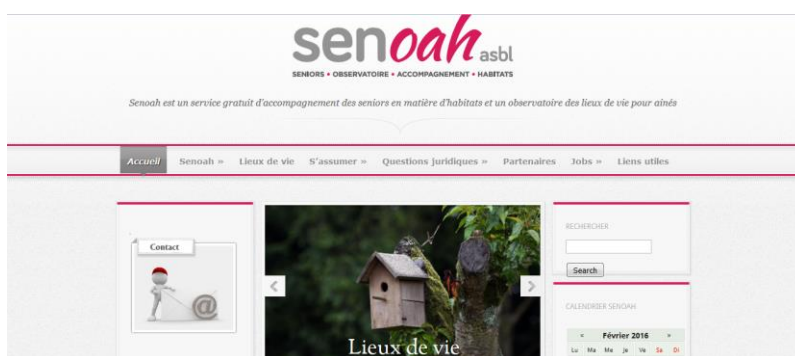 senoah asbl
SENIORS • OBSERVATOIRE • ACCOMPAGNEMENT • HABITATS
Senoah est un service gratuit d'accompagnement des seniors en matière d'habitats et un observatoire des lieux de vie pour ainés
Accueil Senoah » Lieux de vie S'assumer » Questions juridiques » Partenaires Jobs » Liens utiles
Contact
@
Lieux de vie
RECHERCHER
Search
CALENDRIER SENOAH
« Février 2016 »
Lu Ma Me Je Ve Sa Di